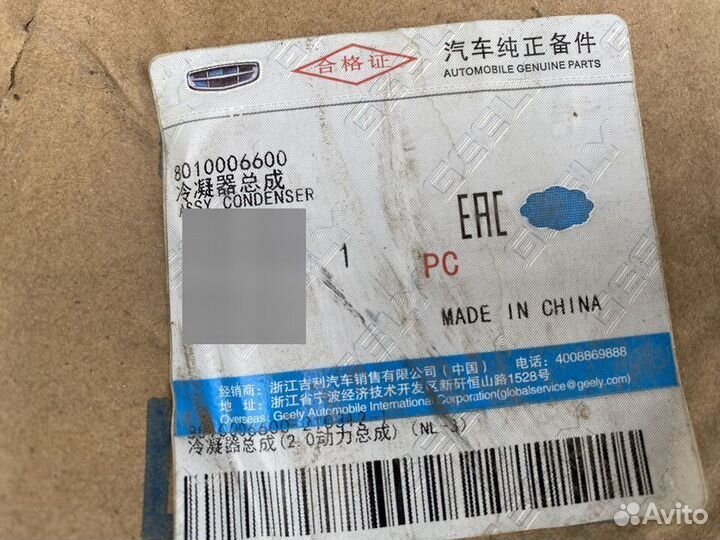 合格证
汽车纯正备件
AUTOMOBILE GENUINE PARTS
8010006600
冷凝器总成
ASSY CONDENSER
EAC
1
PC
MADE IN CHINA
经销商：浙江吉利汽车销售有限公司（中国） 电话：4008869888
地 址：浙江省宁波经济技术开发区新矸恒山路1528号
Overseas: Geely Automobile International Corporation(globalservice@geely.com)
冷凝器总成(2.0动力总成) (NL-3)
Avito